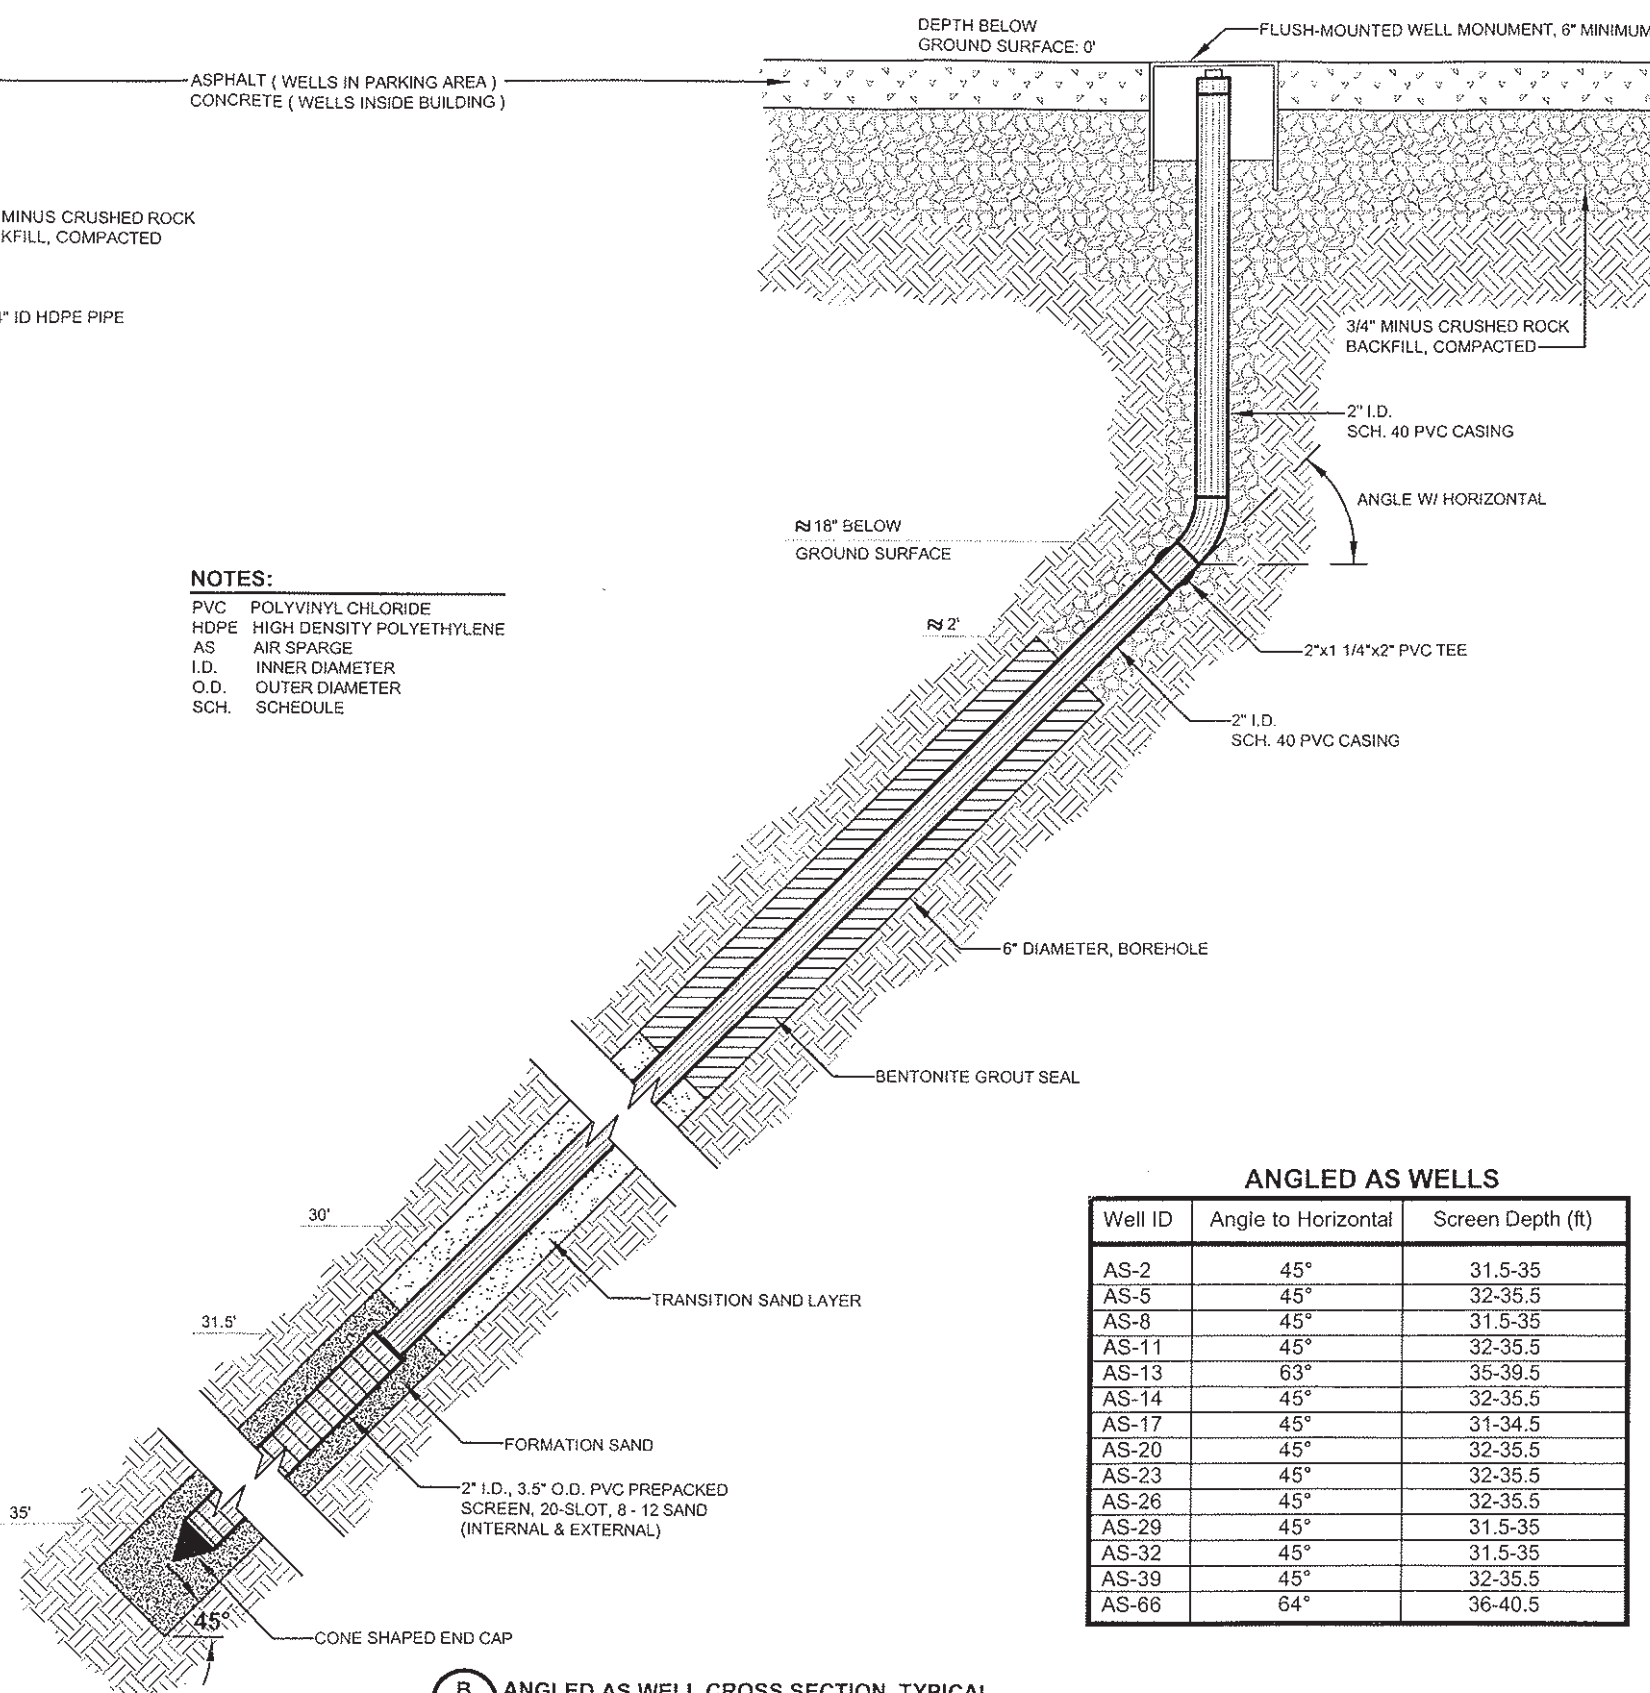 DEPTH BELOW
GROUND SURFACE: 0'
FLUSH-MOUNTED WELL MONUMENT, 6" MINIMUM
ASPHALT ( WELLS IN PARKING AREA )
CONCRETE ( WELLS INSIDE BUILDING )
MINUS CRUSHED ROCK
KFILL, COMPACTED
" ID HDPE PIPE
3/4" MINUS CRUSHED ROCK
BACKFILL, COMPACTED
2" I.D.
SCH. 40 PVC CASING
ANGLE W/ HORIZONTAL
≈ 18" BELOW
GROUND SURFACE
NOTES:
PVC POLYVINYL CHLORIDE
HDPE HIGH DENSITY POLYETHYLENE
AS AIR SPARGE
I.D. INNER DIAMETER
O.D. OUTER DIAMETER
SCH. SCHEDULE
≈ 2'
2"x1 1/4"x2" PVC TEE
2" I.D.
SCH. 40 PVC CASING
6" DIAMETER, BOREHOLE
BENTONITE GROUT SEAL
30'
TRANSITION SAND LAYER
31.5'
FORMATION SAND
2" I.D., 3.5" O.D. PVC PREPACKED
SCREEN, 20-SLOT, 8 - 12 SAND
(INTERNAL & EXTERNAL)
35'
45°
CONE SHAPED END CAP
ANGLED AS WELLS
Well ID Angle to Horizontal Screen Depth (ft)
AS-2 45° 31.5-35
AS-5 45° 32-35.5
AS-8 45° 31.5-35
AS-11 45° 32-35.5
AS-13 63° 35-39.5
AS-14 45° 32-35.5
AS-17 45° 31-34.5
AS-20 45° 32-35.5
AS-23 45° 32-35.5
AS-26 45° 32-35.5
AS-29 45° 31.5-35
AS-32 45° 31.5-35
AS-39 45° 32-35.5
AS-66 64° 36-40.5
B ANGLED AS WELL CROSS SECTION, TYPICAL